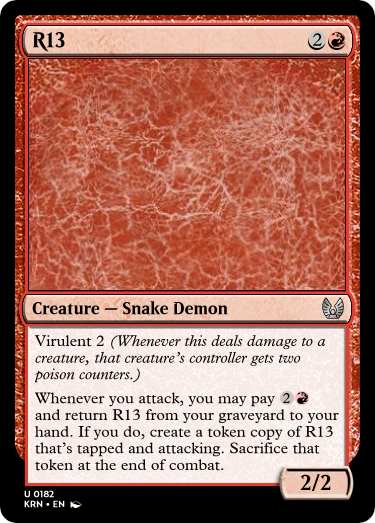 R13 2
Creature — Snake Demon
Virulent 2 (Whenever this deals damage to a
creature, that creature's controller gets two
poison counters.)
Whenever you attack, you may pay 2
and return R13 from your graveyard to your
hand. If you do, create a token copy of R13
that's tapped and attacking. Sacrifice that
token at the end of combat.
2/2
U 0182
KRN • EN